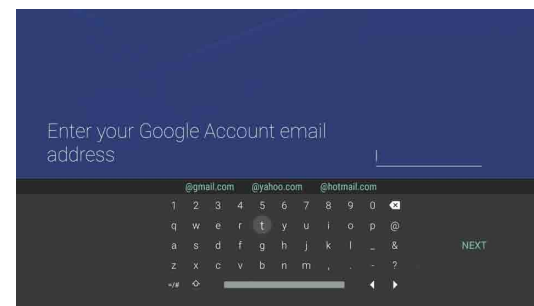 Enter your Google Account email
address
@gmail.com @yahoo.com @hotmail.com
1 2 3 4 5 6 7 8 9 0
q w e r t y u i o p @
a s d f g h j k l _ &
NEXT
z x c v b n m , . - ?
=/#